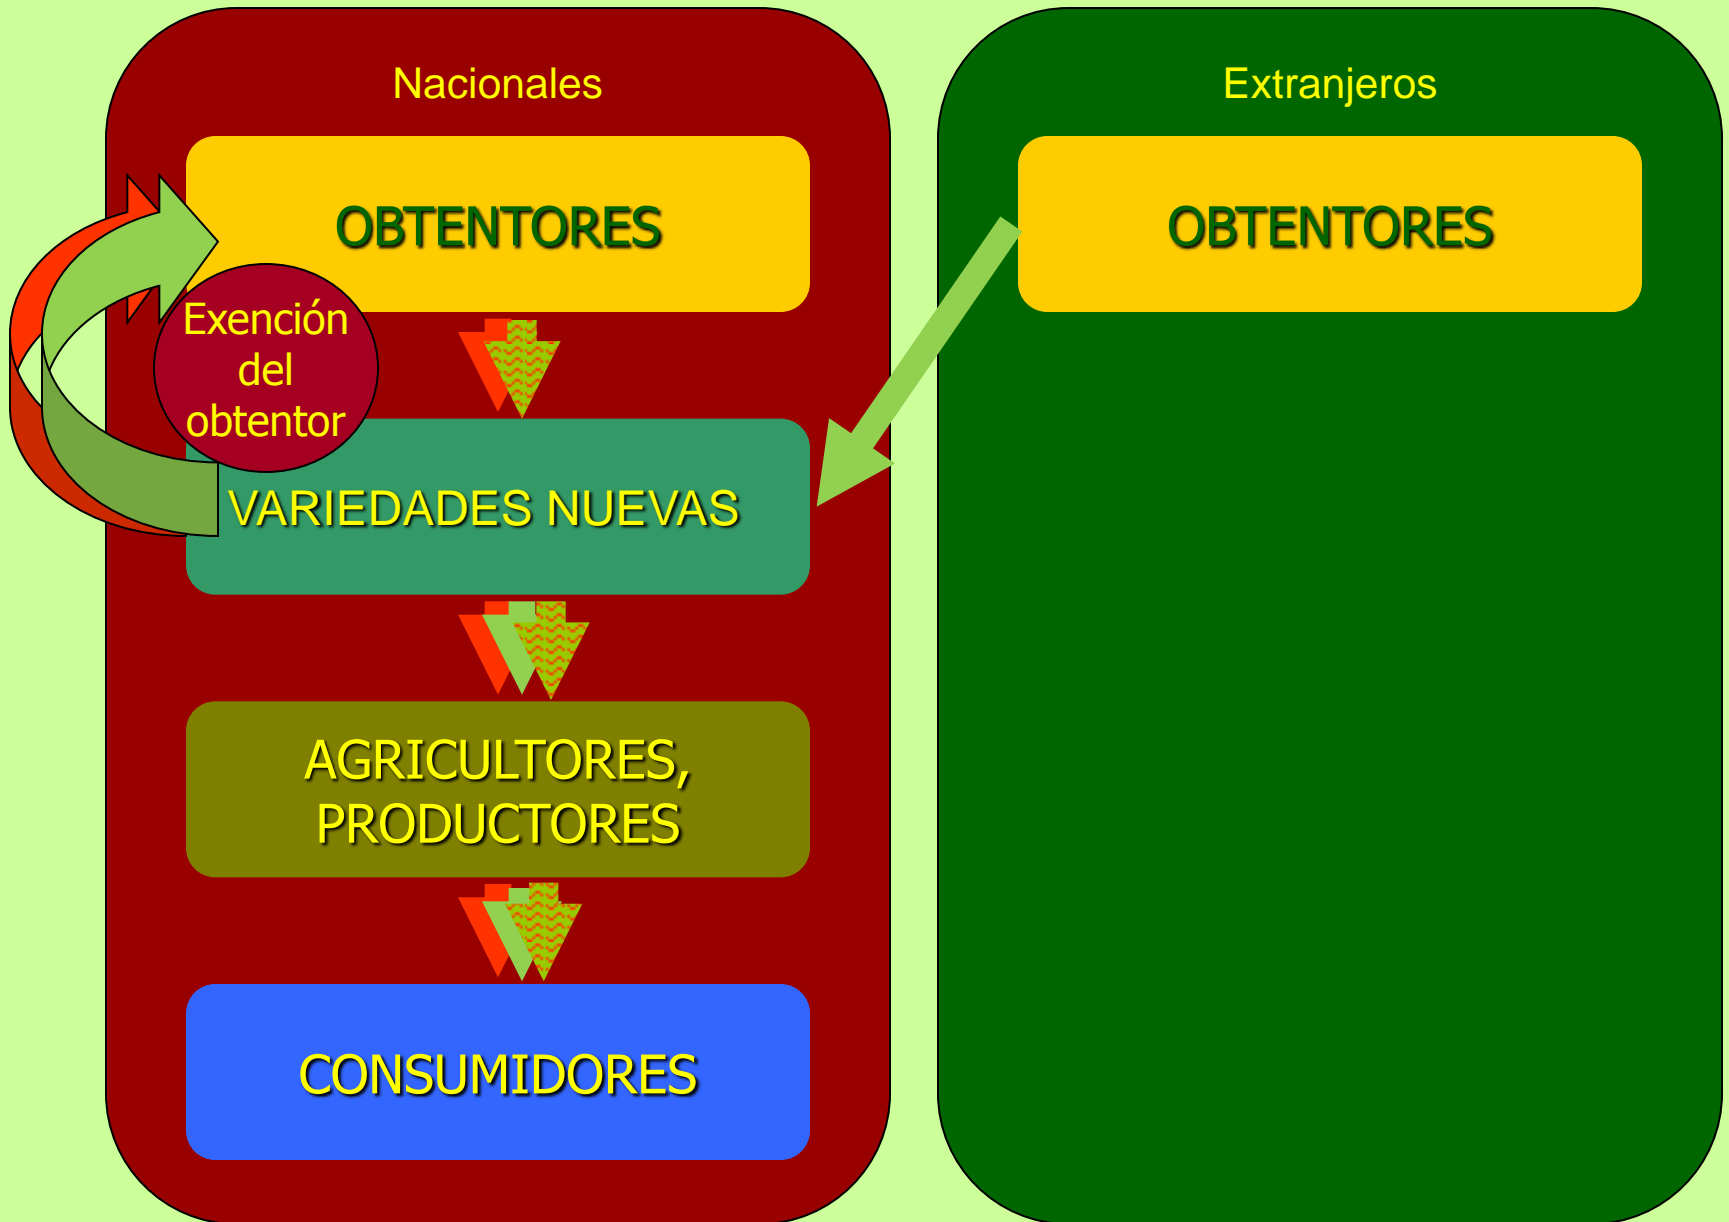 Nacionales
OBTENTORES
Exención
del
obtentor
VARIEDADES NUEVAS
AGRICULTORES,
PRODUCTORES
CONSUMIDORES
Extranjeros
OBTENTORES